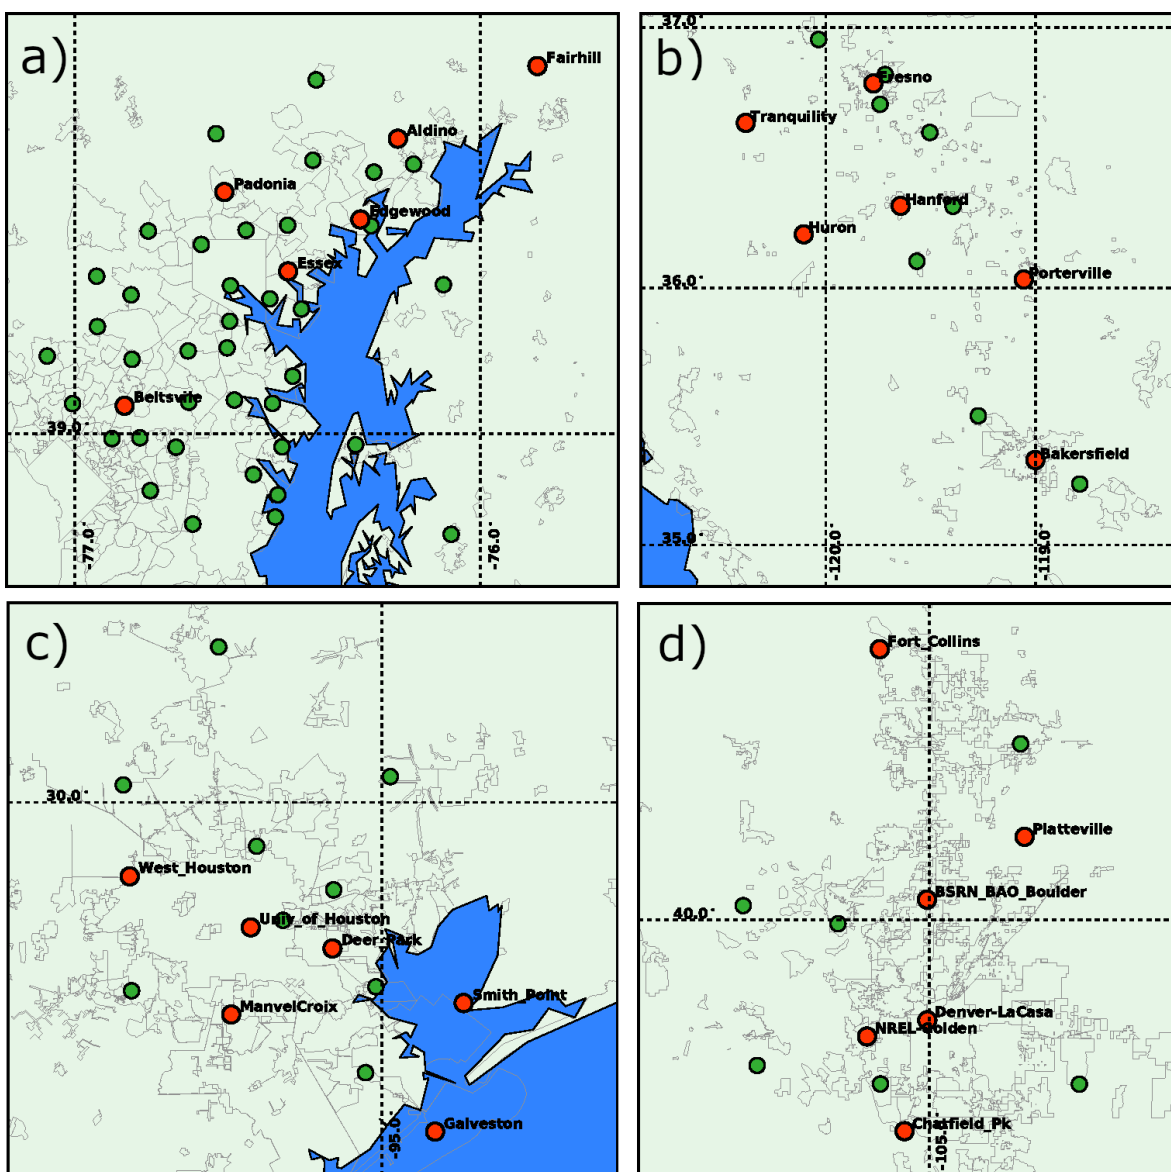 a)
Fairhill
Aldino
Padonia
Edgewood
Essex
Beltsvile
39.0°
-77.0°
-76.0°
b)
37.0°
Fresno
Tranquility
Hanford
Huron
Porterville
36.0°
Bakersfield
35.0°
-120.0°
-119.0°
c)
30.0°
West_Houston
Univ_of_Houston
Deer-Park
Smith_Point
ManvelCroix
Galveston
-95.0°
d)
Fort_Collins
Platteville
BSRN_BAO_Boulder
40.0°
Denver-LaCasa
NREL-Golden
Chatfield_Pk
-105.0°